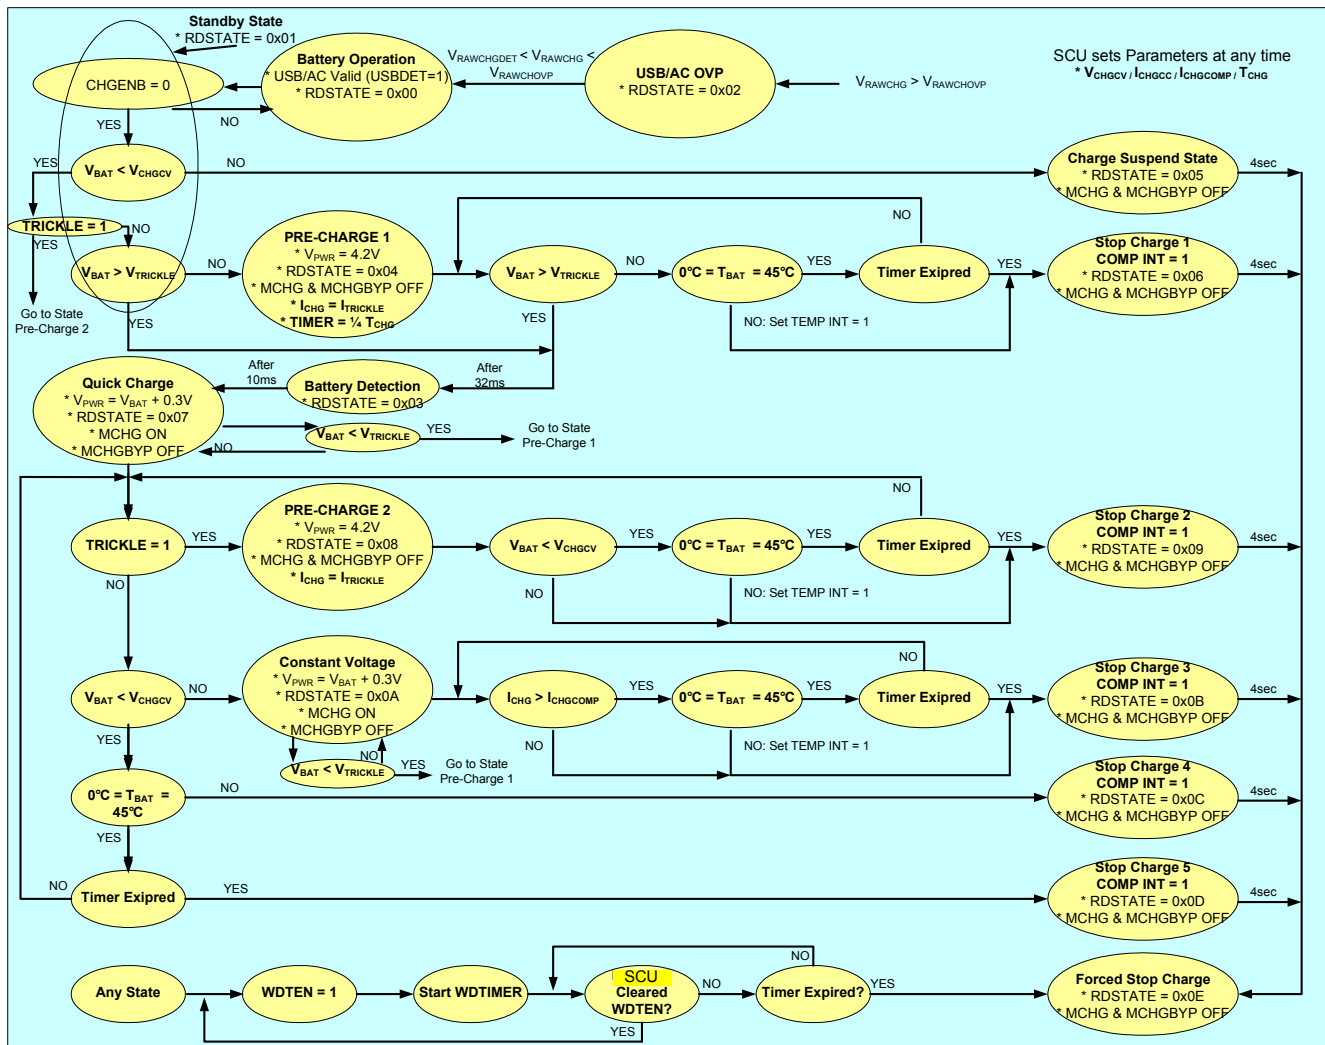 Standby State
* RDSTATE = 0x01
Battery Operation
* USB/AC Valid (USBDET=1)
* RDSTATE = 0x00
VRAWCHGDET < VRAWCHG <
VRAWCHOVP
USB/AC OVP
* RDSTATE = 0x02
VRAWCHG > VRAWCHOVP
SCU sets Parameters at any time
* VCHGCV / ICHGCC / ICHGCOMP / TCHG
CHGENB = 0
NO
YES
VBAT < VCHGCV
YES
NO
Charge Suspend State
* RDSTATE = 0x05
* MCHG & MCHGBYP OFF
4sec
TRICKLE = 1
NO
YES
Go to State
Pre-Charge 2
VBAT > VTRICKLE
NO
YES
PRE-CHARGE 1
* VPWR = 4.2V
* RDSTATE = 0x04
* MCHG & MCHGBYP OFF
* ICHG = ITRICKLE
* TIMER = ¼ TCHG
VBAT > VTRICKLE
NO
YES
0℃ = TBAT = 45℃
YES
NO: Set TEMP INT = 1
Timer Exipred
NO
YES
Stop Charge 1
COMP INT = 1
* RDSTATE = 0x06
* MCHG & MCHGBYP OFF
4sec
Quick Charge
* VPWR = VBAT + 0.3V
* RDSTATE = 0x07
* MCHG ON
* MCHGBYP OFF
After
10ms
Battery Detection
* RDSTATE = 0x03
After
32ms
NO
VBAT < VTRICKLE
YES
Go to State
Pre-Charge 1
TRICKLE = 1
YES
NO
PRE-CHARGE 2
* VPWR = 4.2V
* RDSTATE = 0x08
* MCHG & MCHGBYP OFF
* ICHG = ITRICKLE
VBAT < VCHGCV
YES
NO
0℃ = TBAT = 45℃
YES
NO: Set TEMP INT = 1
Timer Exipred
NO
YES
Stop Charge 2
COMP INT = 1
* RDSTATE = 0x09
* MCHG & MCHGBYP OFF
4sec
VBAT < VCHGCV
NO
YES
Constant Voltage
* VPWR = VBAT + 0.3V
* RDSTATE = 0x0A
* MCHG ON
* MCHGBYP OFF
NO
VBAT < VTRICKLE
YES
Go to State
Pre-Charge 1
ICHG > ICHGCOMP
YES
NO
0℃ = TBAT = 45℃
YES
NO: Set TEMP INT = 1
Timer Exipred
NO
YES
Stop Charge 3
COMP INT = 1
* RDSTATE = 0x0B
* MCHG & MCHGBYP OFF
4sec
0℃ = TBAT =
45℃
NO
YES
Stop Charge 4
COMP INT = 1
* RDSTATE = 0x0C
* MCHG & MCHGBYP OFF
4sec
NO
Timer Exipred
YES
Stop Charge 5
COMP INT = 1
* RDSTATE = 0x0D
* MCHG & MCHGBYP OFF
4sec
Any State
WDTEN = 1
Start WDTIMER
SCU
Cleared
WDTEN?
NO
YES
Timer Expired?
NO
YES
Forced Stop Charge
* RDSTATE = 0x0E
* MCHG & MCHGBYP OFF